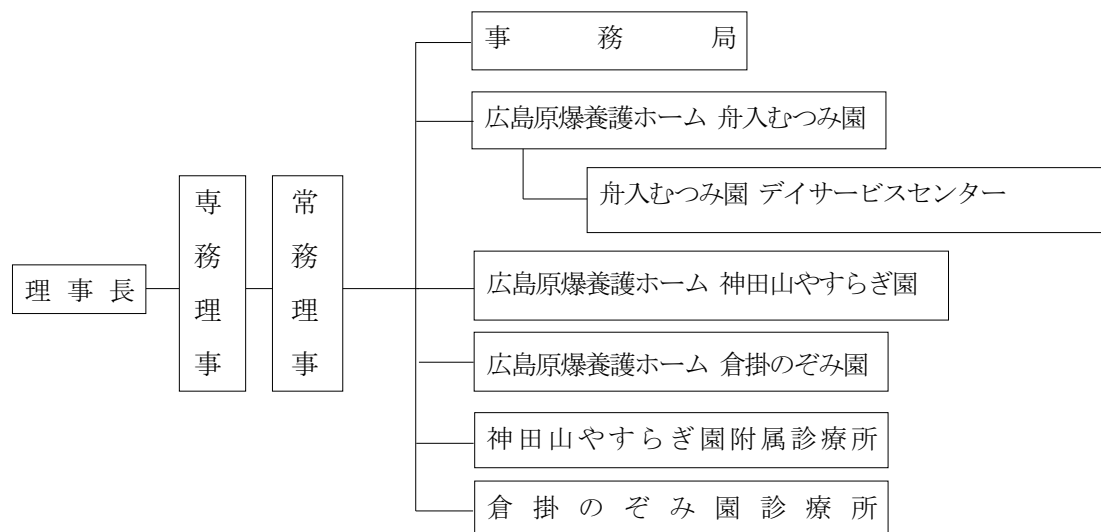 理事長
専務理事
常務理事
事務局
広島原爆養護ホーム 舟入むつみ園
舟入むつみ園 デイサービスセンター
広島原爆養護ホーム 神田山やすらぎ園
広島原爆養護ホーム 倉掛のぞみ園
神田山やすらぎ園附属診療所
倉掛のぞみ園診療所